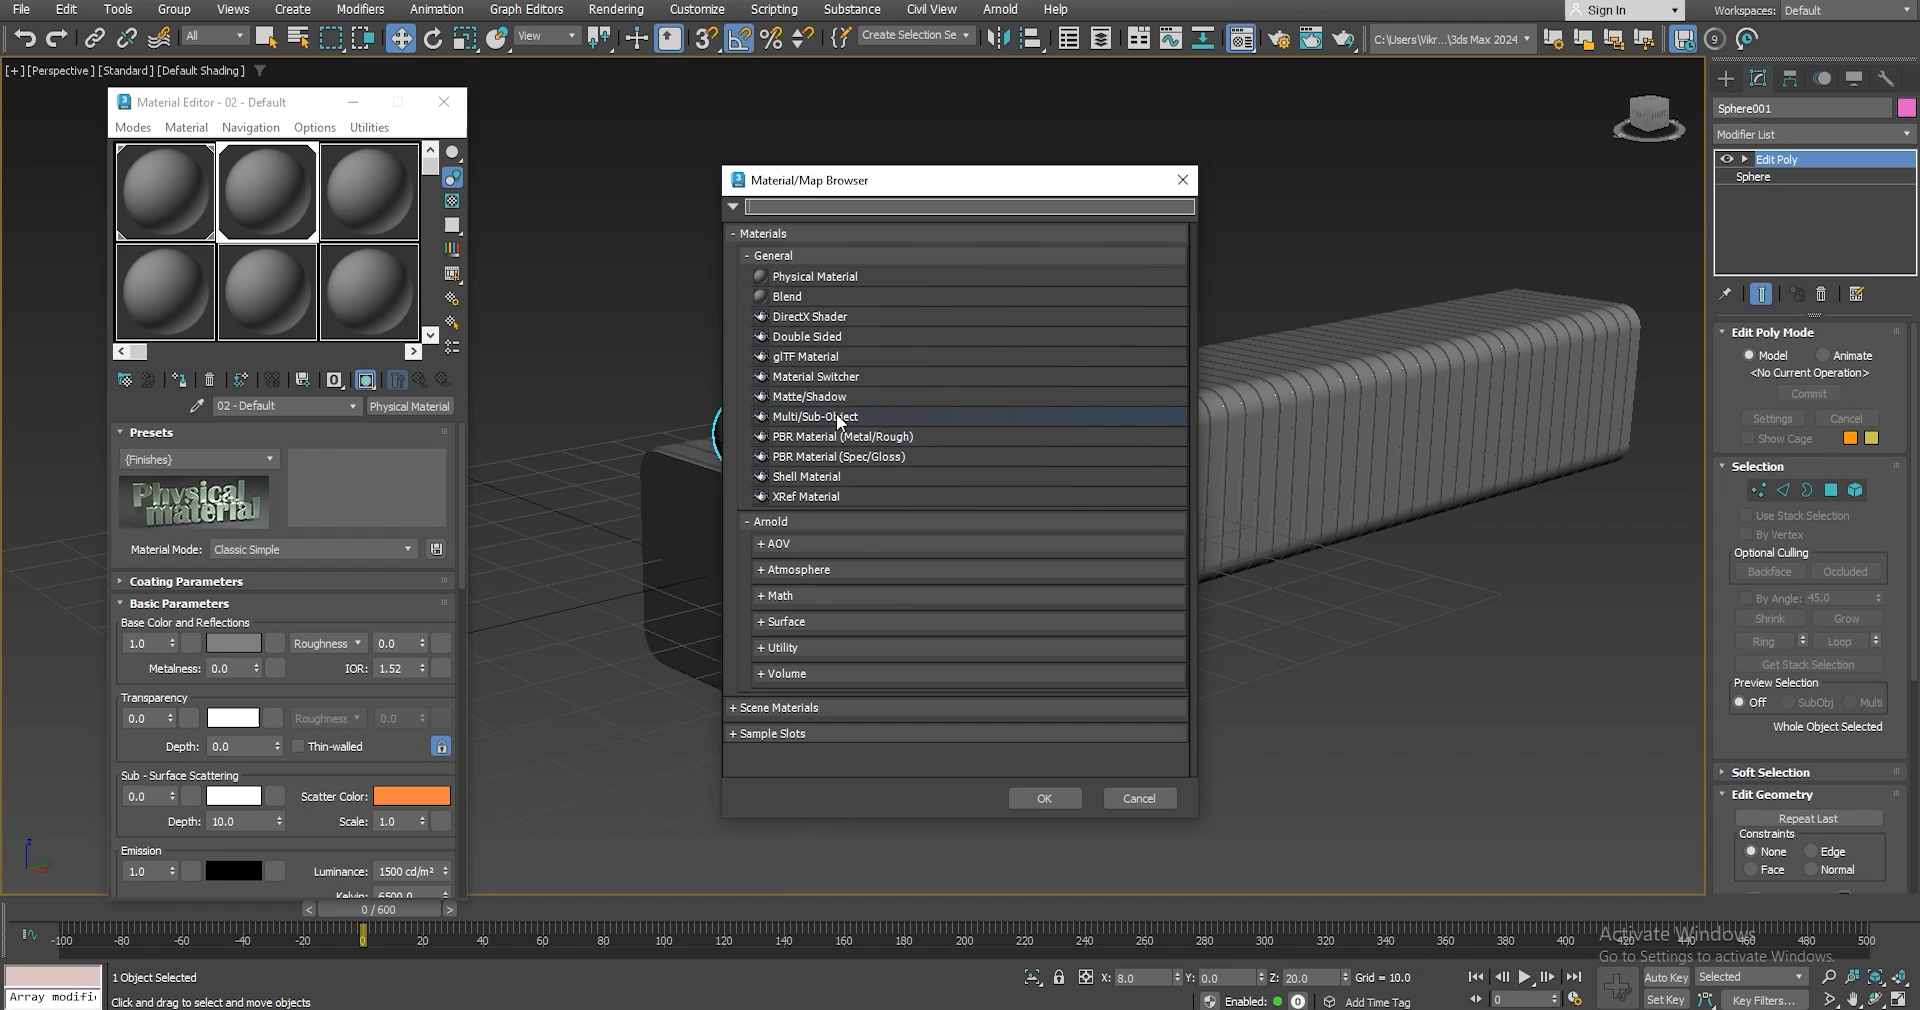 File Edit Tools Group Views Create Modifiers Animation Graph Editors Rendering Customize Scripting Substance Civil View Arnold Help
Sign In Workspaces: Default
All View Create Selection Se C:\Users\Vikr...\3ds Max 2024
[+] [Perspective] [Standard] [Default Shading]
Material Editor - 02 - Default
Modes Material Navigation Options Utilities
02 - Default Physical Material
Presets
{Finishes}
Physical material
Material Mode: Classic Simple
Coating Parameters
Basic Parameters
Base Color and Reflections
1.0 Roughness 0.0
Metalness: 0.0 IOR: 1.52
Transparency
0.0 Roughness 0.0
Depth: 0.0 Thin-walled
Sub - Surface Scattering
0.0 Scatter Color:
Depth: 10.0 Scale: 1.0
Emission
1.0 Luminance: 1500 cd/m²
Kelvin: 6500.0
Material/Map Browser
- Materials
- General
Physical Material
Blend
DirectX Shader
Double Sided
glTF Material
Material Switcher
Matte/Shadow
Multi/Sub-Object
PBR Material (Metal/Rough)
PBR Material (Spec/Gloss)
Shell Material
XRef Material
- Arnold
+ AOV
+ Atmosphere
+ Math
+ Surface
+ Utility
+ Volume
+ Scene Materials
+ Sample Slots
OK Cancel
Sphere001
Modifier List
Edit Poly
Sphere
Edit Poly Mode
Model Animate
<No Current Operation>
Commit
Settings Cancel
Show Cage
Selection
Use Stack Selection
By Vertex
Optional Culling
Backface Occluded
By Angle: 45.0
Shrink Grow
Ring Loop
Get Stack Selection
Preview Selection
Off SubObj Multi
Whole Object Selected
Soft Selection
Edit Geometry
Repeat Last
Constraints
None Edge
Face Normal
< 0 / 600 >
-100 -80 -60 -40 -20 0 20 40 60 80 100 120 140 160 180 200 220 240 260 280 300 320 340 360 380 400 420 440 460 480 500
Activate Windows
Go to Settings to activate Windows.
1 Object Selected
X: 8.0 Y: 0.0 Z: 20.0 Grid = 10.0
Auto Key Selected
Array modifi
Click and drag to select and move objects
Enabled: 0 Add Time Tag
0 Set Key Key Filters...